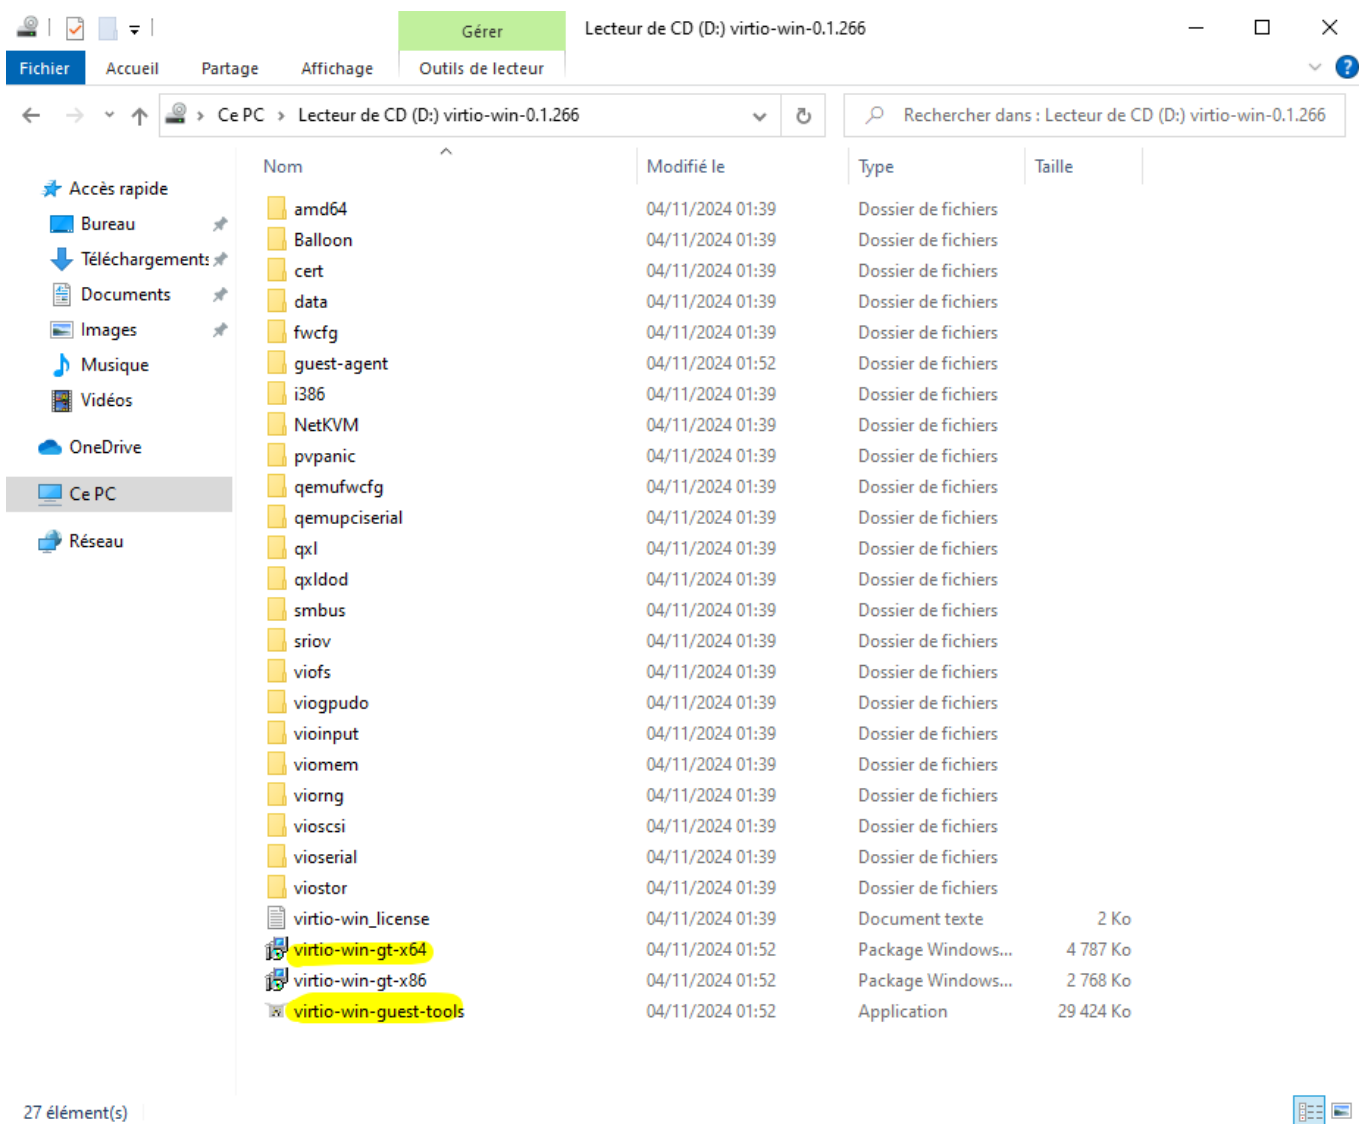 Gérer Lecteur de CD (D:) virtio-win-0.1.266
Fichier Accueil Partage Affichage Outils de lecteur
Ce PC > Lecteur de CD (D:) virtio-win-0.1.266 Rechercher dans : Lecteur de CD (D:) virtio-win-0.1.266
Accès rapide
Bureau
Téléchargements
Documents
Images
Musique
Vidéos
OneDrive
Ce PC
Réseau
Nom Modifié le Type Taille
amd64 04/11/2024 01:39 Dossier de fichiers
Balloon 04/11/2024 01:39 Dossier de fichiers
cert 04/11/2024 01:39 Dossier de fichiers
data 04/11/2024 01:39 Dossier de fichiers
fwcfg 04/11/2024 01:39 Dossier de fichiers
guest-agent 04/11/2024 01:52 Dossier de fichiers
i386 04/11/2024 01:39 Dossier de fichiers
NetKVM 04/11/2024 01:39 Dossier de fichiers
pvpanic 04/11/2024 01:39 Dossier de fichiers
qemufwcfg 04/11/2024 01:39 Dossier de fichiers
qemupciserial 04/11/2024 01:39 Dossier de fichiers
qxl 04/11/2024 01:39 Dossier de fichiers
qxldod 04/11/2024 01:39 Dossier de fichiers
smbus 04/11/2024 01:39 Dossier de fichiers
sriov 04/11/2024 01:39 Dossier de fichiers
viofs 04/11/2024 01:39 Dossier de fichiers
viogpudo 04/11/2024 01:39 Dossier de fichiers
vioinput 04/11/2024 01:39 Dossier de fichiers
viomem 04/11/2024 01:39 Dossier de fichiers
viorng 04/11/2024 01:39 Dossier de fichiers
vioscsi 04/11/2024 01:39 Dossier de fichiers
vioserial 04/11/2024 01:39 Dossier de fichiers
viostor 04/11/2024 01:39 Dossier de fichiers
virtio-win_license 04/11/2024 01:39 Document texte 2 Ko
virtio-win-gt-x64 04/11/2024 01:52 Package Windows... 4 787 Ko
virtio-win-gt-x86 04/11/2024 01:52 Package Windows... 2 768 Ko
virtio-win-guest-tools 04/11/2024 01:52 Application 29 424 Ko
27 élément(s)